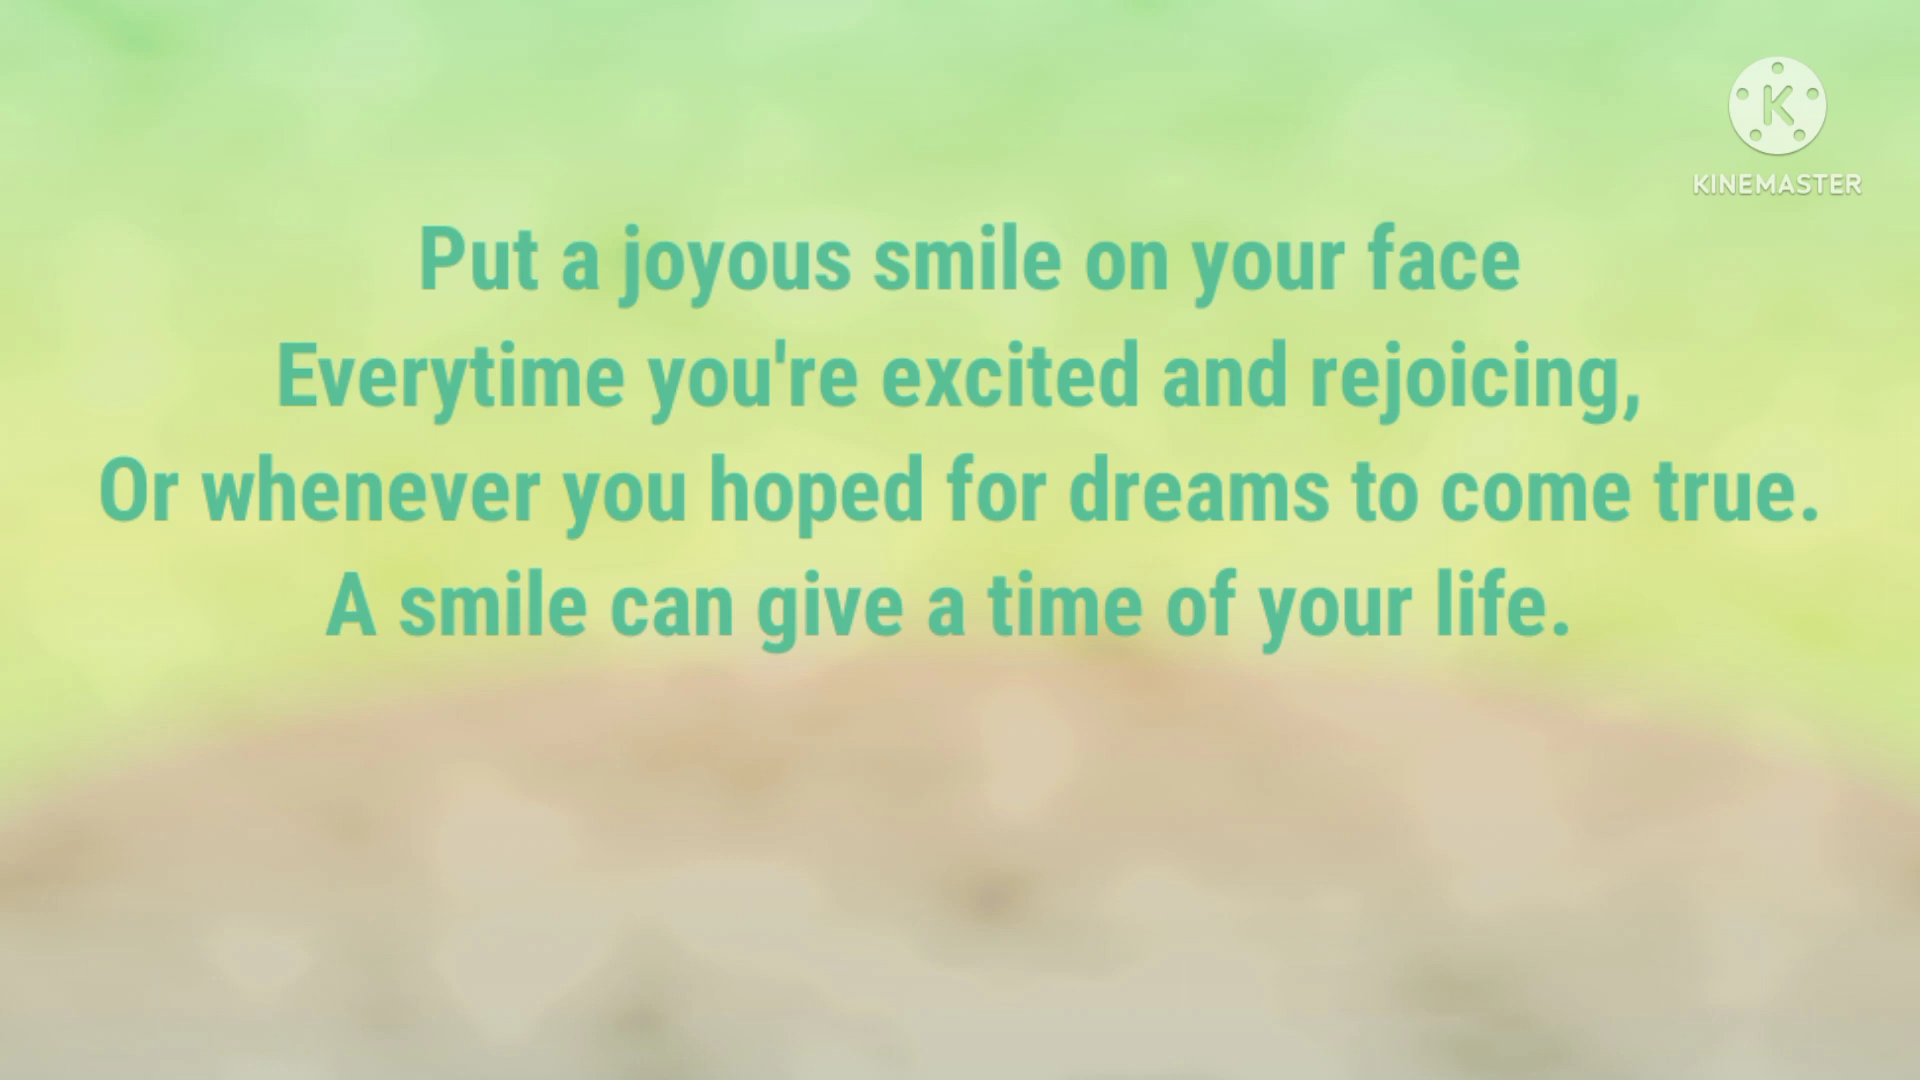 KINEMASTER
Put a joyous smile on your face
Everytime you're excited and rejoicing,
Or whenever you hoped for dreams to come true.
A smile can give a time of your life.